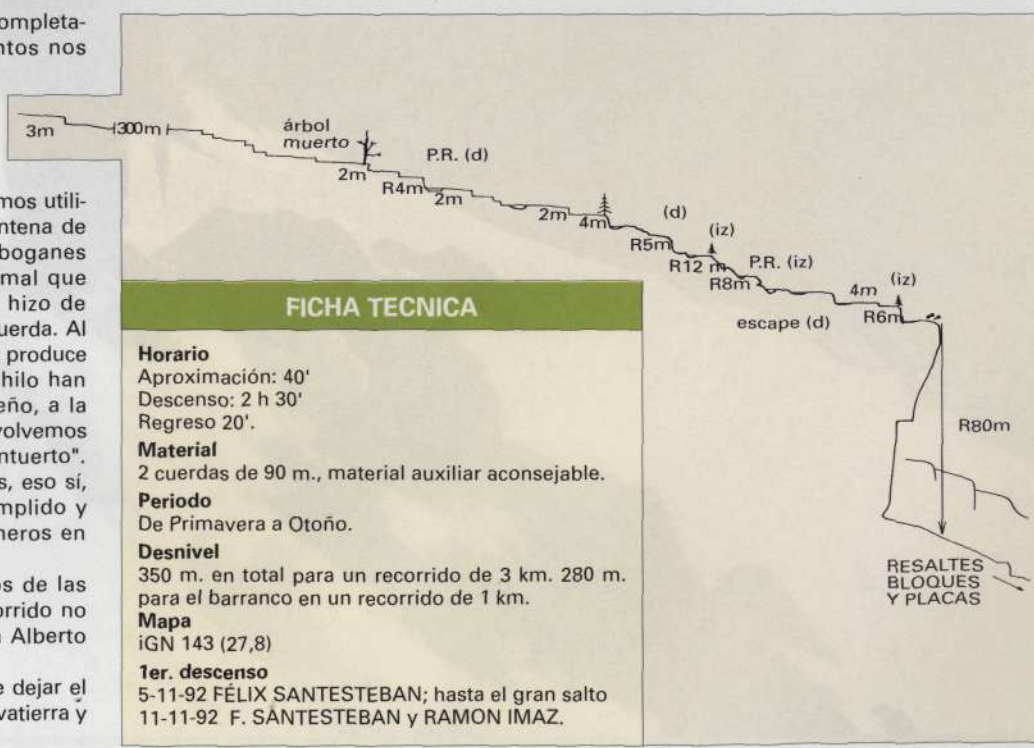 ompleta-
ntos nos
mos utili-
ntena de
boganes
mal que
hizo de
uerda. Al
produce
hilo han
eño, a la
volvemos
ntuerto".
s, eso sí,
mplido y
neros en
os de las
orrido no
a Alberto
e dejar el
vatierra y
3m
300m
árbol
muerto
2m
P.R. (d)
R4m
2m
2m
4m
(d)
R5m
(iz)
R12 m
R8m
P.R. (iz)
4m
(iz)
R6m
escape (d)
R80m
RESALTES
BLOQUES
Y PLACAS
FICHA TECNICA
Horario
Aproximación: 40'
Descenso: 2 h 30'
Regreso 20'.
Material
2 cuerdas de 90 m., material auxiliar aconsejable.
Periodo
De Primavera a Otoño.
Desnivel
350 m. en total para un recorrido de 3 km. 280 m.
para el barranco en un recorrido de 1 km.
Mapa
iGN 143 (27,8)
1er. descenso
5-11-92 FÉLIX SANTESTEBAN; hasta el gran salto
11-11-92 F. SANTESTEBAN y RAMON IMAZ.